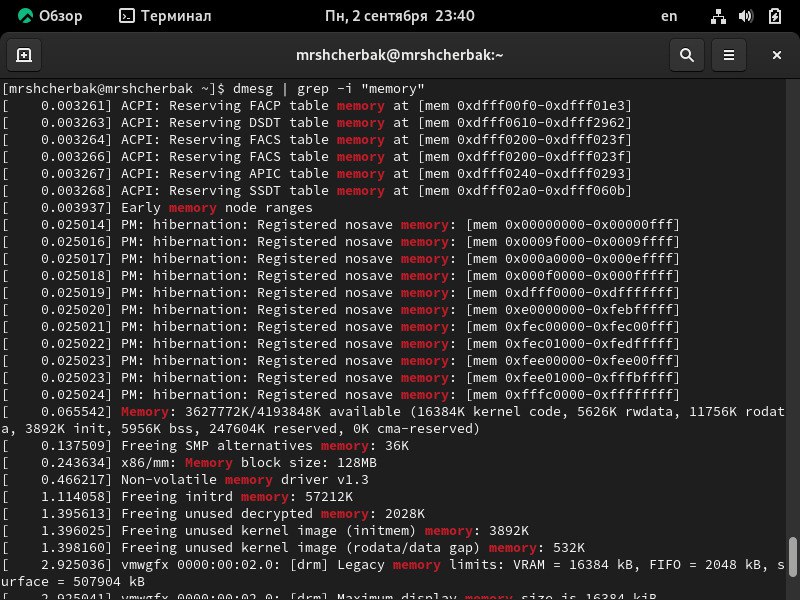 Обзор Терминал Пн, 2 сентября 23:40 en
mrshcherbak@mrshcherbak:~
[mrshcherbak@mrshcherbak ~]$ dmesg | grep -i "memory"
[    0.003261] ACPI: Reserving FACP table memory at [mem 0xdfff00f0-0xdfff01e3]
[    0.003263] ACPI: Reserving DSDT table memory at [mem 0xdfff0610-0xdfff2962]
[    0.003264] ACPI: Reserving FACS table memory at [mem 0xdfff0200-0xdfff023f]
[    0.003266] ACPI: Reserving FACS table memory at [mem 0xdfff0200-0xdfff023f]
[    0.003267] ACPI: Reserving APIC table memory at [mem 0xdfff0240-0xdfff0293]
[    0.003268] ACPI: Reserving SSDT table memory at [mem 0xdfff02a0-0xdfff060b]
[    0.003937] Early memory node ranges
[    0.025014] PM: hibernation: Registered nosave memory: [mem 0x00000000-0x00000fff]
[    0.025016] PM: hibernation: Registered nosave memory: [mem 0x0009f000-0x0009ffff]
[    0.025017] PM: hibernation: Registered nosave memory: [mem 0x000a0000-0x000effff]
[    0.025018] PM: hibernation: Registered nosave memory: [mem 0x000f0000-0x000fffff]
[    0.025019] PM: hibernation: Registered nosave memory: [mem 0xdfff0000-0xdfffffff]
[    0.025020] PM: hibernation: Registered nosave memory: [mem 0xe0000000-0xfebfffff]
[    0.025021] PM: hibernation: Registered nosave memory: [mem 0xfec00000-0xfec00fff]
[    0.025022] PM: hibernation: Registered nosave memory: [mem 0xfec01000-0xfedfffff]
[    0.025023] PM: hibernation: Registered nosave memory: [mem 0xfee00000-0xfee00fff]
[    0.025023] PM: hibernation: Registered nosave memory: [mem 0xfee01000-0xfffbffff]
[    0.025024] PM: hibernation: Registered nosave memory: [mem 0xfffc0000-0xffffffff]
[    0.065542] Memory: 3627772K/4193848K available (16384K kernel code, 5626K rwdata, 11756K rodat
a, 3892K init, 5956K bss, 247604K reserved, 0K cma-reserved)
[    0.137509] Freeing SMP alternatives memory: 36K
[    0.243634] x86/mm: Memory block size: 128MB
[    0.466217] Non-volatile memory driver v1.3
[    1.114058] Freeing initrd memory: 57212K
[    1.395613] Freeing unused decrypted memory: 2028K
[    1.396025] Freeing unused kernel image (initmem) memory: 3892K
[    1.398160] Freeing unused kernel image (rodata/data gap) memory: 532K
[    2.925036] vmwgfx 0000:00:02.0: [drm] Legacy memory limits: VRAM = 16384 kB, FIFO = 2048 kB, s
urface = 507904 kB
[    2.925041] vmwgfx 0000:00:02.0: [drm] Maximum display memory size is 16384 kiB